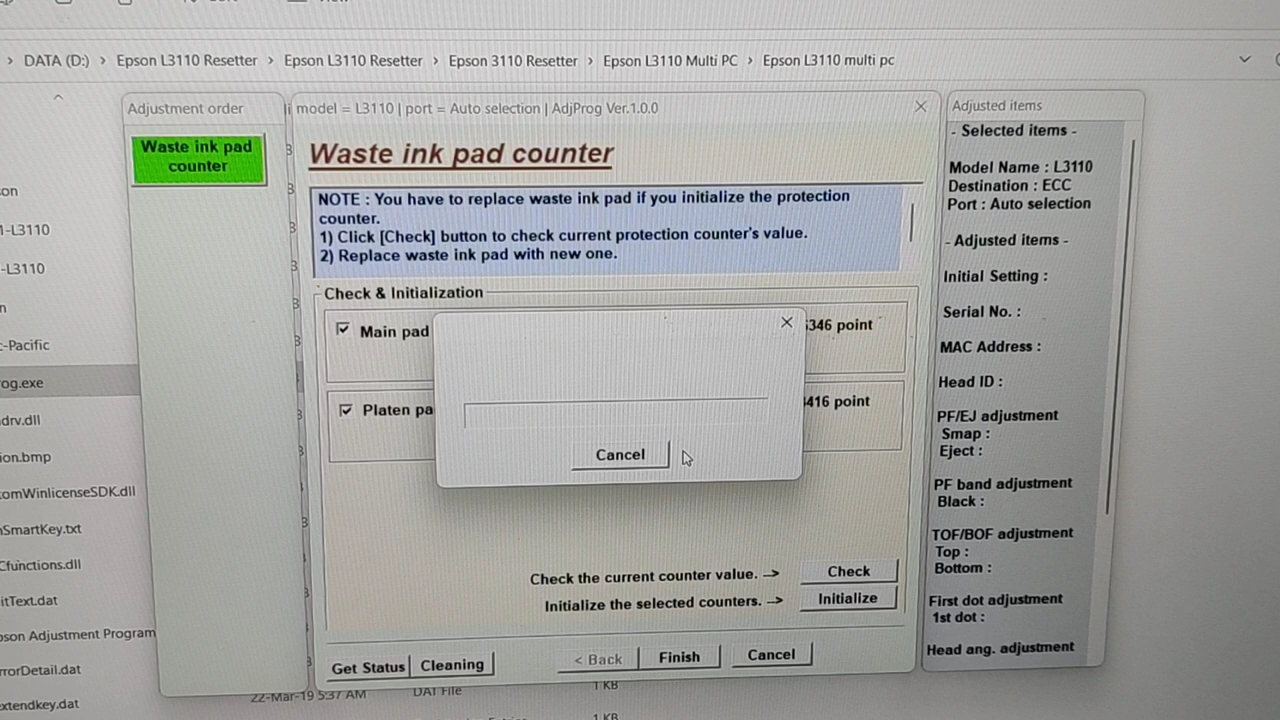 DATA (D:) > Epson L3110 Resetter > Epson L3110 Resetter > Epson 3110 Resetter > Epson L3110 Multi PC > Epson L3110 multi pc
Adjustment order
Waste ink pad
counter
model = L3110 | port = Auto selection | AdjProg Ver.1.0.0
Waste ink pad counter
NOTE : You have to replace waste ink pad if you initialize the protection
counter.
1) Click [Check] button to check current protection counter's value.
2) Replace waste ink pad with new one.
Check & Initialization
Main pad
346 point
Platen pa
416 point
Cancel
Check the current counter value. -->
Check
Initialize the selected counters. -->
Initialize
Get Status
Cleaning
< Back
Finish
Cancel
Adjusted items
- Selected items -
Model Name : L3110
Destination : ECC
Port : Auto selection
- Adjusted items -
Initial Setting :
Serial No. :
MAC Address :
Head ID :
PF/EJ adjustment
Smap :
Eject :
PF band adjustment
Black :
TOF/BOF adjustment
Top :
Bottom :
First dot adjustment
1st dot :
Head ang. adjustment
son
-L3110
-L3110
n
-Pacific
og.exe
drv.dll
ion.bmp
omWinlicenseSDK.dll
nSmartKey.txt
Cfunctions.dll
itText.dat
pson Adjustment Program
rrorDetail.dat
xtendkey.dat
22-Mar-19 5:37 AM
DAT File
1 KB
1 KB